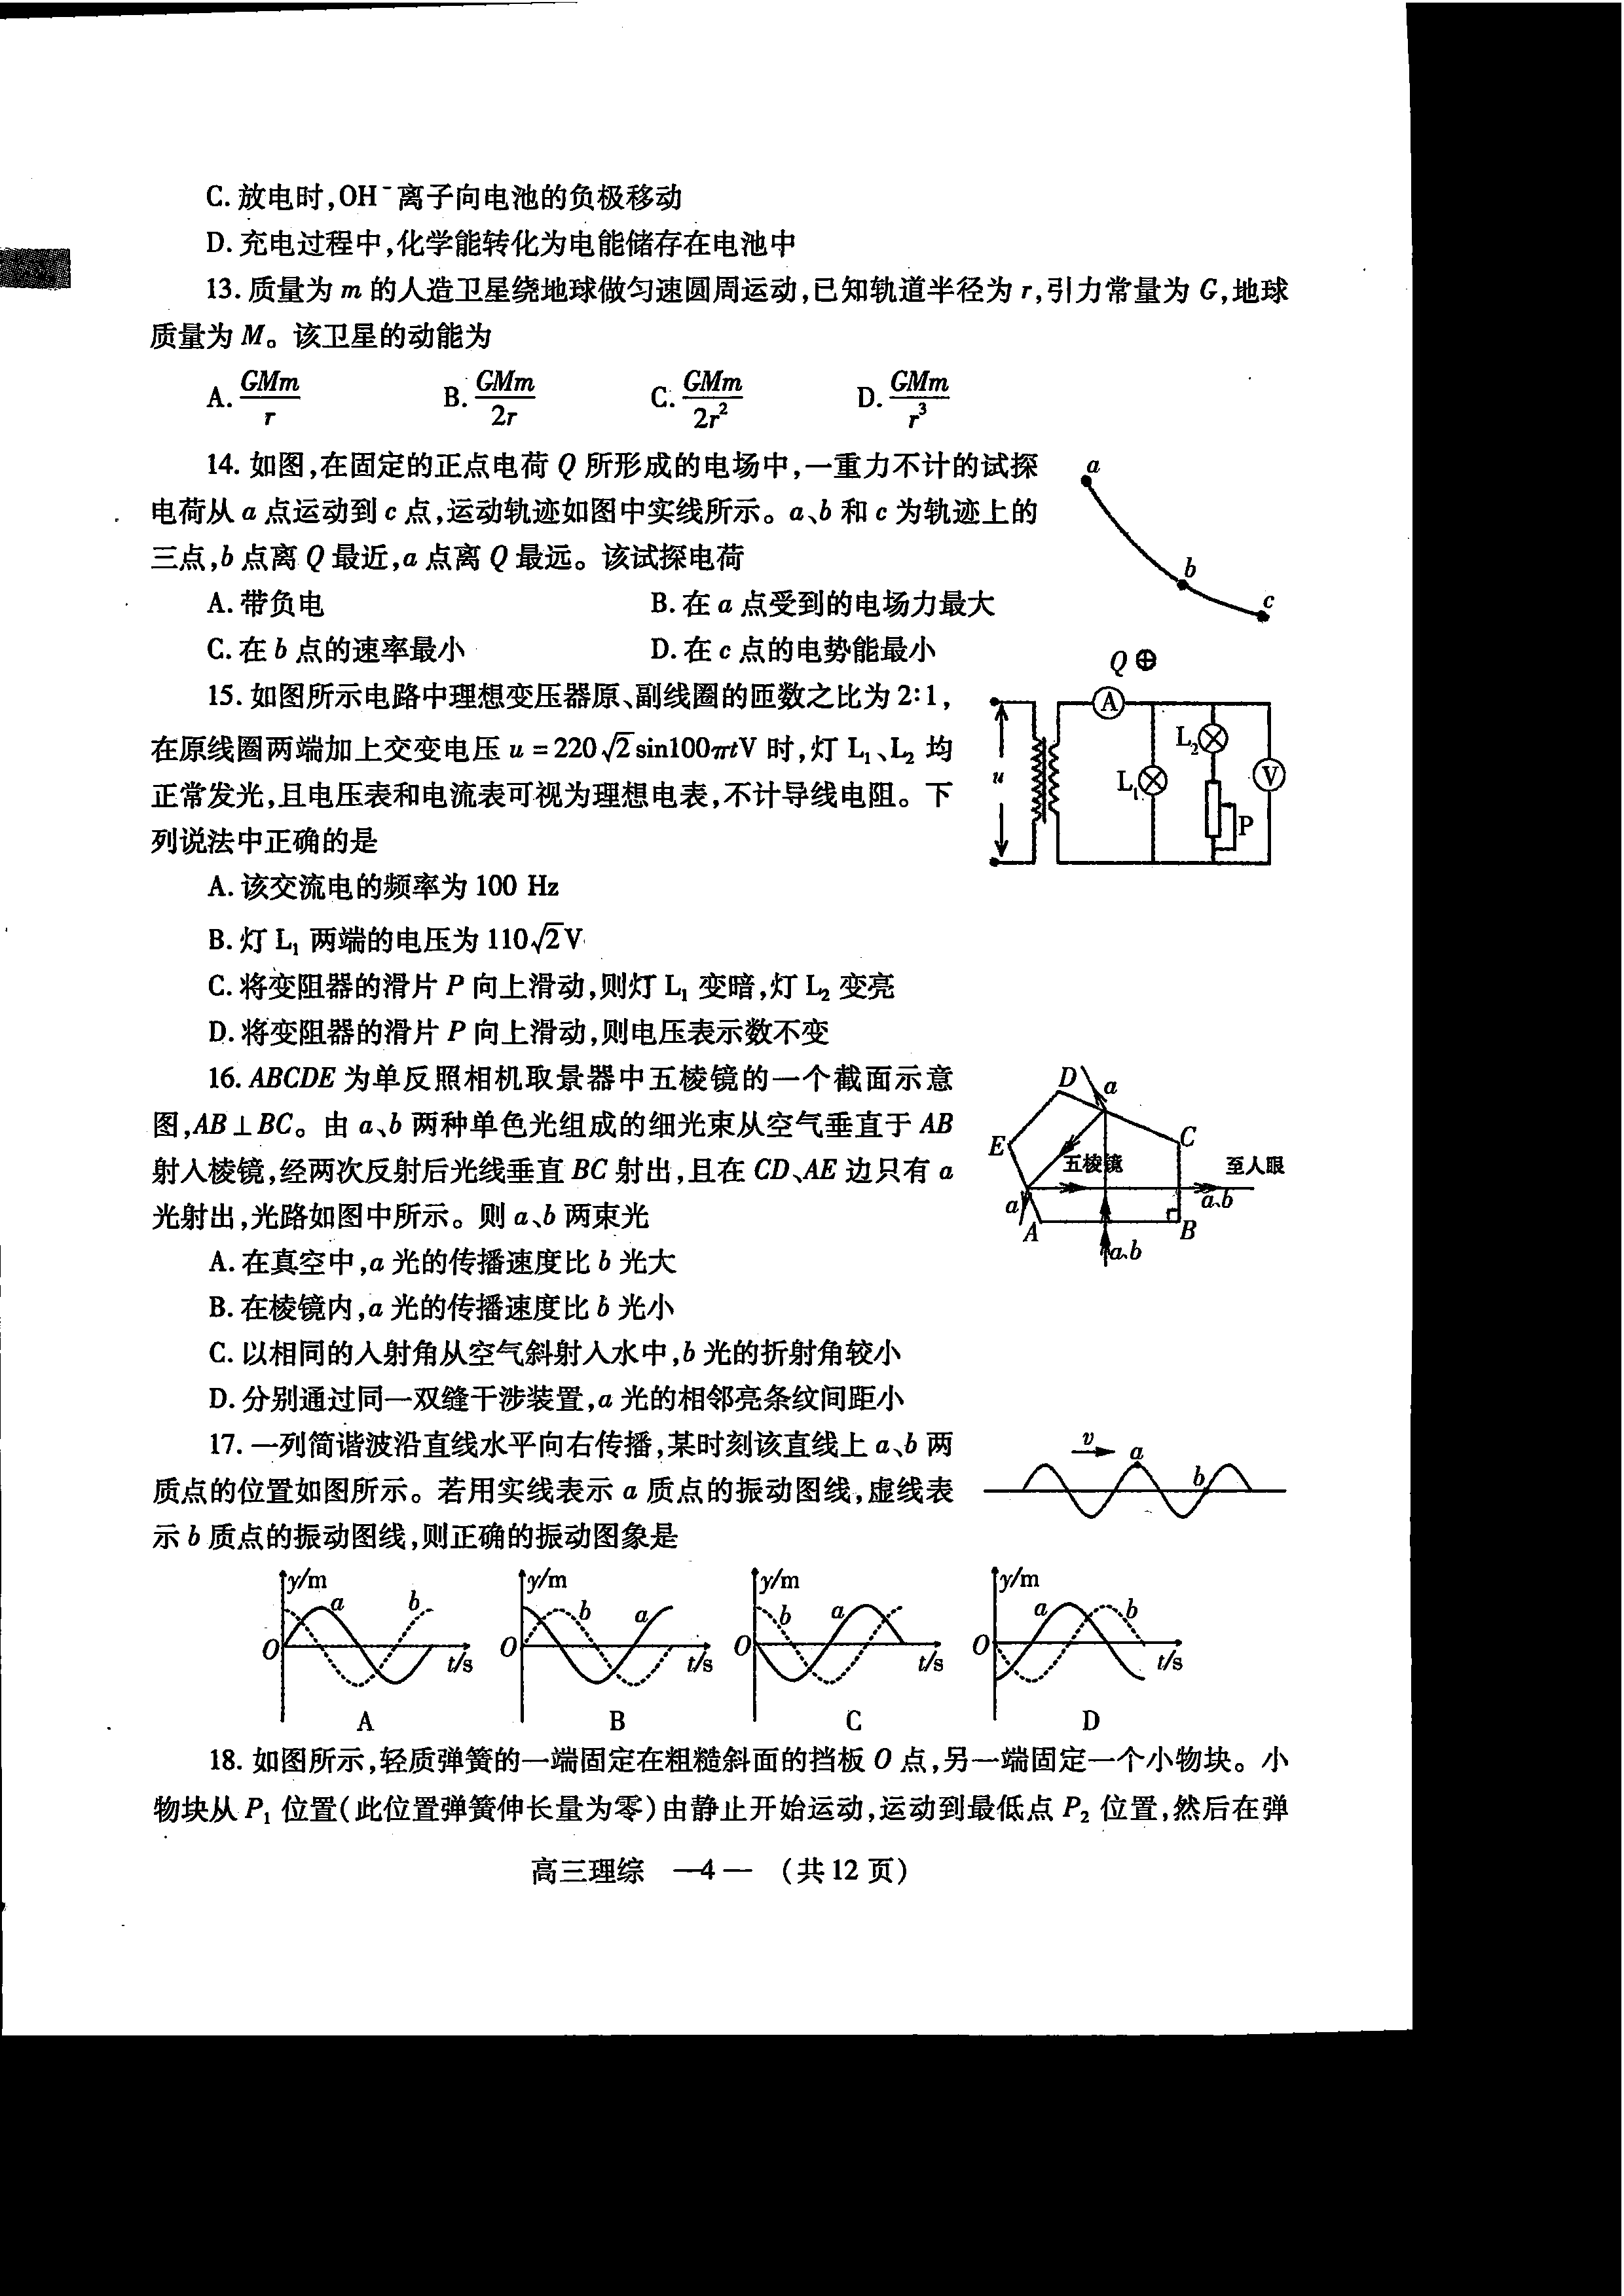 C. 放电时,OH⁻离子向电池的负极移动
D. 充电过程中,化学能转化为电能储存在电池中
13. 质量为 m 的人造卫星绕地球做匀速圆周运动,已知轨道半径为 r,引力常量为 G,地球
质量为 M。该卫星的动能为
A. GMm/r B. GMm/2r C. GMm/2r² D. GMm/r³
14. 如图,在固定的正点电荷 Q 所形成的电场中,一重力不计的试探
电荷从 a 点运动到 c 点,运动轨迹如图中实线所示。a、b 和 c 为轨迹上的
三点,b 点离 Q 最近,a 点离 Q 最远。该试探电荷
A. 带负电 B. 在 a 点受到的电场力最大
C. 在 b 点的速率最小 D. 在 c 点的电势能最小
a
b
c
Q
15. 如图所示电路中理想变压器原、副线圈的匝数之比为 2:1,
在原线圈两端加上交变电压 u = 220√2sin100πtV 时,灯 L₁、L₂ 均
正常发光,且电压表和电流表可视为理想电表,不计导线电阻。下
列说法中正确的是
A. 该交流电的频率为 100 Hz
B. 灯 L₁ 两端的电压为 110√2V
C. 将变阻器的滑片 P 向上滑动,则灯 L₁ 变暗,灯 L₂ 变亮
D. 将变阻器的滑片 P 向上滑动,则电压表示数不变
A
L₂
u
L₁
V
P
16. ABCDE 为单反照相机取景器中五棱镜的一个截面示意
图,AB⊥BC。由 a、b 两种单色光组成的细光束从空气垂直于 AB
射入棱镜,经两次反射后光线垂直 BC 射出,且在 CD、AE 边只有 a
光射出,光路如图中所示。则 a、b 两束光
A. 在真空中,a 光的传播速度比 b 光大
B. 在棱镜内,a 光的传播速度比 b 光小
C. 以相同的入射角从空气斜射入水中,b 光的折射角较小
D. 分别通过同一双缝干涉装置,a 光的相邻亮条纹间距小
D a
E C
五棱镜 至人眼
a a、b
A B
a、b
17. 一列简谐波沿直线水平向右传播,某时刻该直线上 a、b 两
质点的位置如图所示。若用实线表示 a 质点的振动图线,虚线表
示 b 质点的振动图线,则正确的振动图象是
v
a
b
y/m y/m y/m y/m
a b b a b a a b
O O O O
t/s t/s t/s t/s
A B C D
18. 如图所示,轻质弹簧的一端固定在粗糙斜面的挡板 O 点,另一端固定一个小物块。小
物块从 P₁ 位置(此位置弹簧伸长量为零)由静止开始运动,运动到最低点 P₂ 位置,然后在弹
高三理综 —4— (共 12 页)